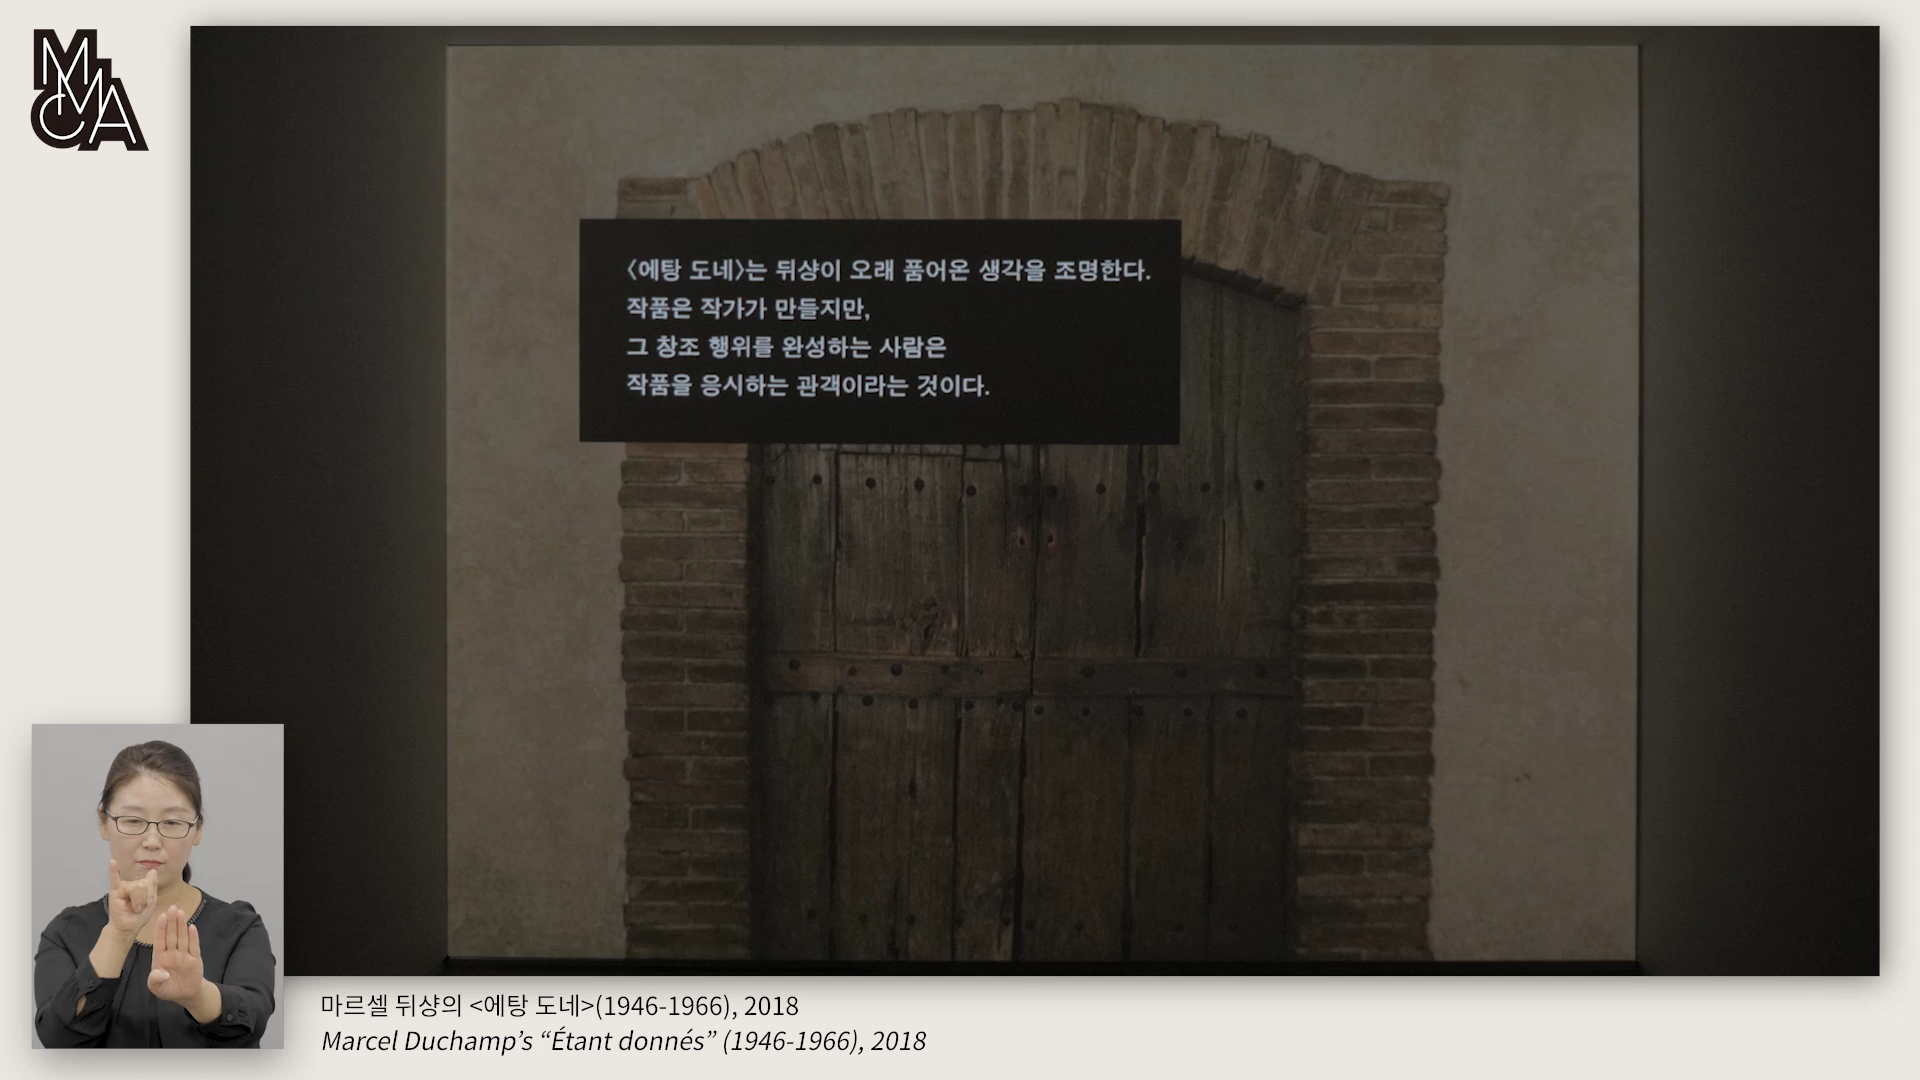 MMCA
〈에탕 도네〉는 뒤샹이 오래 품어온 생각을 조명한다.
작품은 작가가 만들지만,
그 창조 행위를 완성하는 사람은
작품을 응시하는 관객이라는 것이다.
마르셀 뒤샹의 <에탕 도네>(1946-1966), 2018
Marcel Duchamp’s “Étant donnés” (1946-1966), 2018